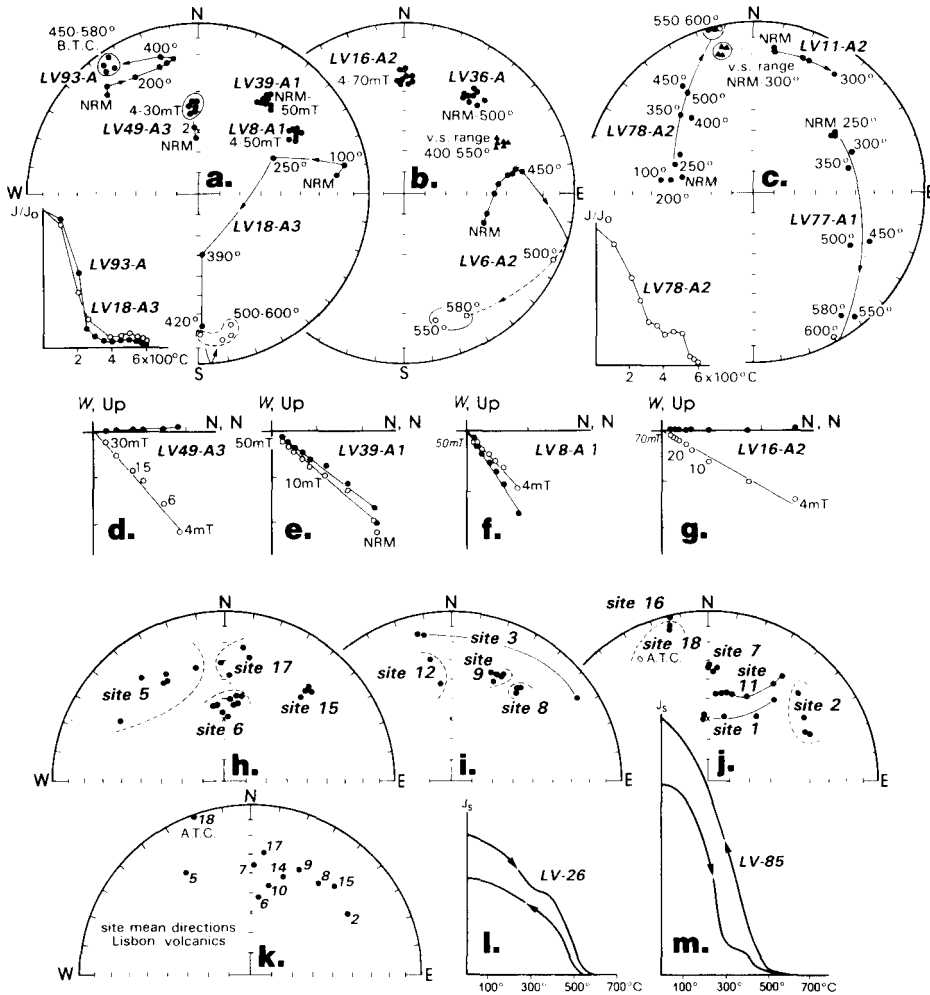 N
450-580°
B.T.C.
400°
LV93-A
200°
NRM
4-30mT
LV49-A3
2
NRM
LV39-A1
NRM-
50mT
LV8-A1
4-50mT
250°
100°
NRM
a.
W
LV18-A3
390°
420°
500-600°
S
J/Jo
LV93-A
LV18-A3
2 4 6x100°C
N
LV16-A2
4-70mT
LV36-A
NRM-500°
v.s. range
400 550°
450°
b.
NRM
LV6-A2
500°
580°
550°
E
S
550 600°
N
NRM
LV11-A2
v.s. range
NRM-300°
300°
450°
500°
350°
400°
LV78-A2
250°
100°
NRM
200°
NRM 250°
300°
350°
c.
LV77-A1
500°
450°
580°
550°
600°
E
J/Jo
LV78-A2
2 4 6 x100°C
W, Up
N
30mT
LV49-A3
15
6
4mT
d.
N, W, Up
N
50mT
LV39-A1
10mT
NRM
e.
N, W, Up
N
50mT
LV8-A1
4mT
f.
W, Up
N
70mT
LV16-A2
20
10
4mT
g.
N
site 5
site 17
site 6
site 15
h.
W
N
site 3
site 12
site 9
site 8
i.
E
site 16
N
site 18
A.T.C.
site 7
site 11
site 2
site 1
j.
E
N
18
A.T.C.
5
17
7
14
9
10
6
8
15
2
site mean directions
Lisbon volcanics
k.
W
E
Js
LV-26
l.
100° 300° 500° 700°C
Js
LV-85
m.
100° 300° 500° 700°C